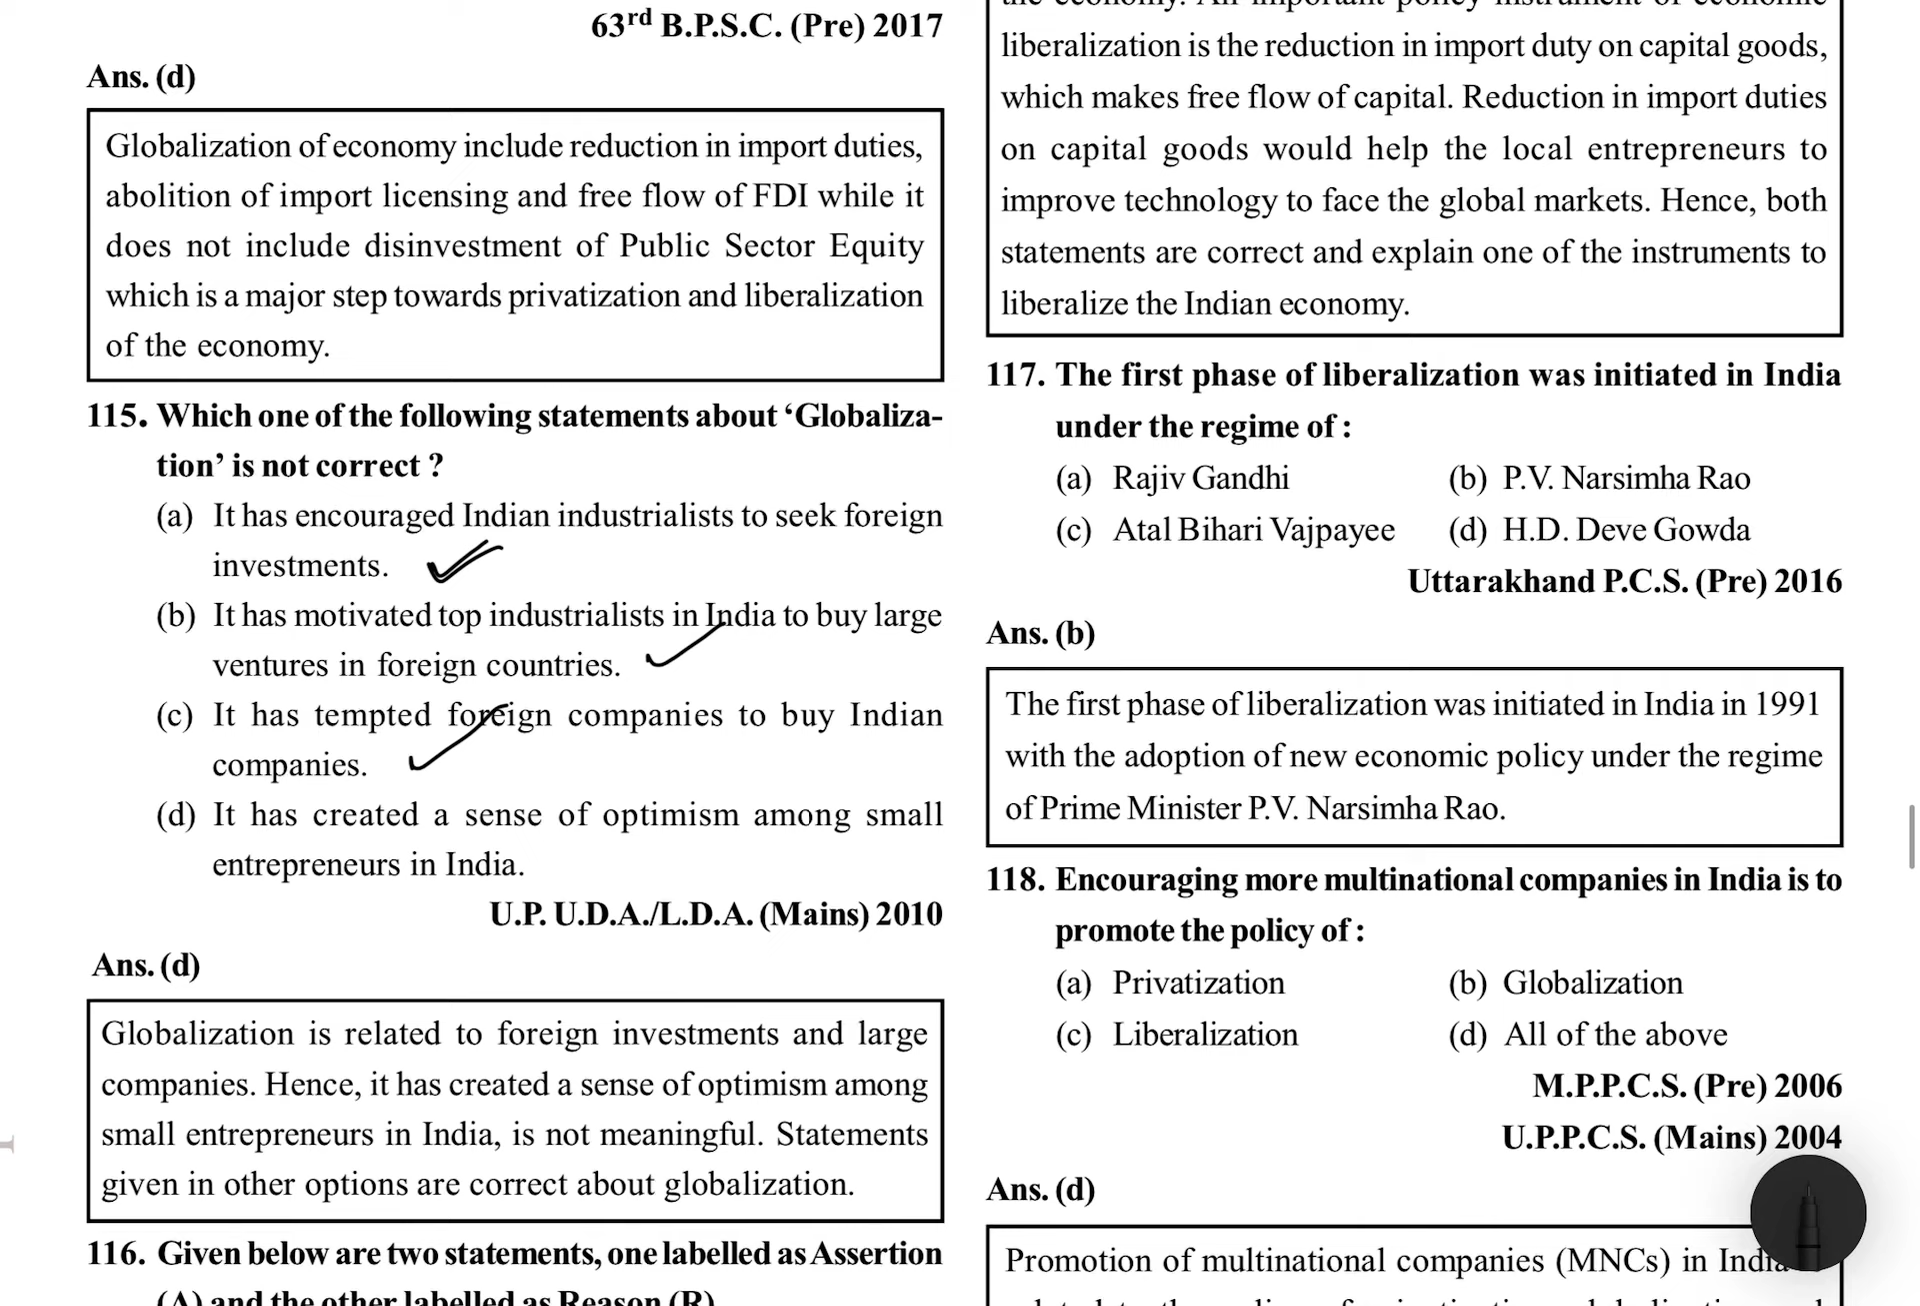 63rd B.P.S.C. (Pre) 2017
Ans. (d)
Globalization of economy include reduction in import duties,
abolition of import licensing and free flow of FDI while it
does not include disinvestment of Public Sector Equity
which is a major step towards privatization and liberalization
of the economy.
115. Which one of the following statements about ‘Globaliza-
tion’ is not correct ?
(a) It has encouraged Indian industrialists to seek foreign
investments.
(b) It has motivated top industrialists in India to buy large
ventures in foreign countries.
(c) It has tempted foreign companies to buy Indian
companies.
(d) It has created a sense of optimism among small
entrepreneurs in India.
U.P. U.D.A./L.D.A. (Mains) 2010
Ans. (d)
Globalization is related to foreign investments and large
companies. Hence, it has created a sense of optimism among
small entrepreneurs in India, is not meaningful. Statements
given in other options are correct about globalization.
116. Given below are two statements, one labelled as Assertion
(A) and the other labelled as Reason (R)
the economy. An important policy instrument of economic
liberalization is the reduction in import duty on capital goods,
which makes free flow of capital. Reduction in import duties
on capital goods would help the local entrepreneurs to
improve technology to face the global markets. Hence, both
statements are correct and explain one of the instruments to
liberalize the Indian economy.
117. The first phase of liberalization was initiated in India
under the regime of :
(a) Rajiv Gandhi (b) P.V. Narsimha Rao
(c) Atal Bihari Vajpayee (d) H.D. Deve Gowda
Uttarakhand P.C.S. (Pre) 2016
Ans. (b)
The first phase of liberalization was initiated in India in 1991
with the adoption of new economic policy under the regime
of Prime Minister P.V. Narsimha Rao.
118. Encouraging more multinational companies in India is to
promote the policy of :
(a) Privatization (b) Globalization
(c) Liberalization (d) All of the above
M.P.P.C.S. (Pre) 2006
U.P.P.C.S. (Mains) 2004
Ans. (d)
Promotion of multinational companies (MNCs) in India